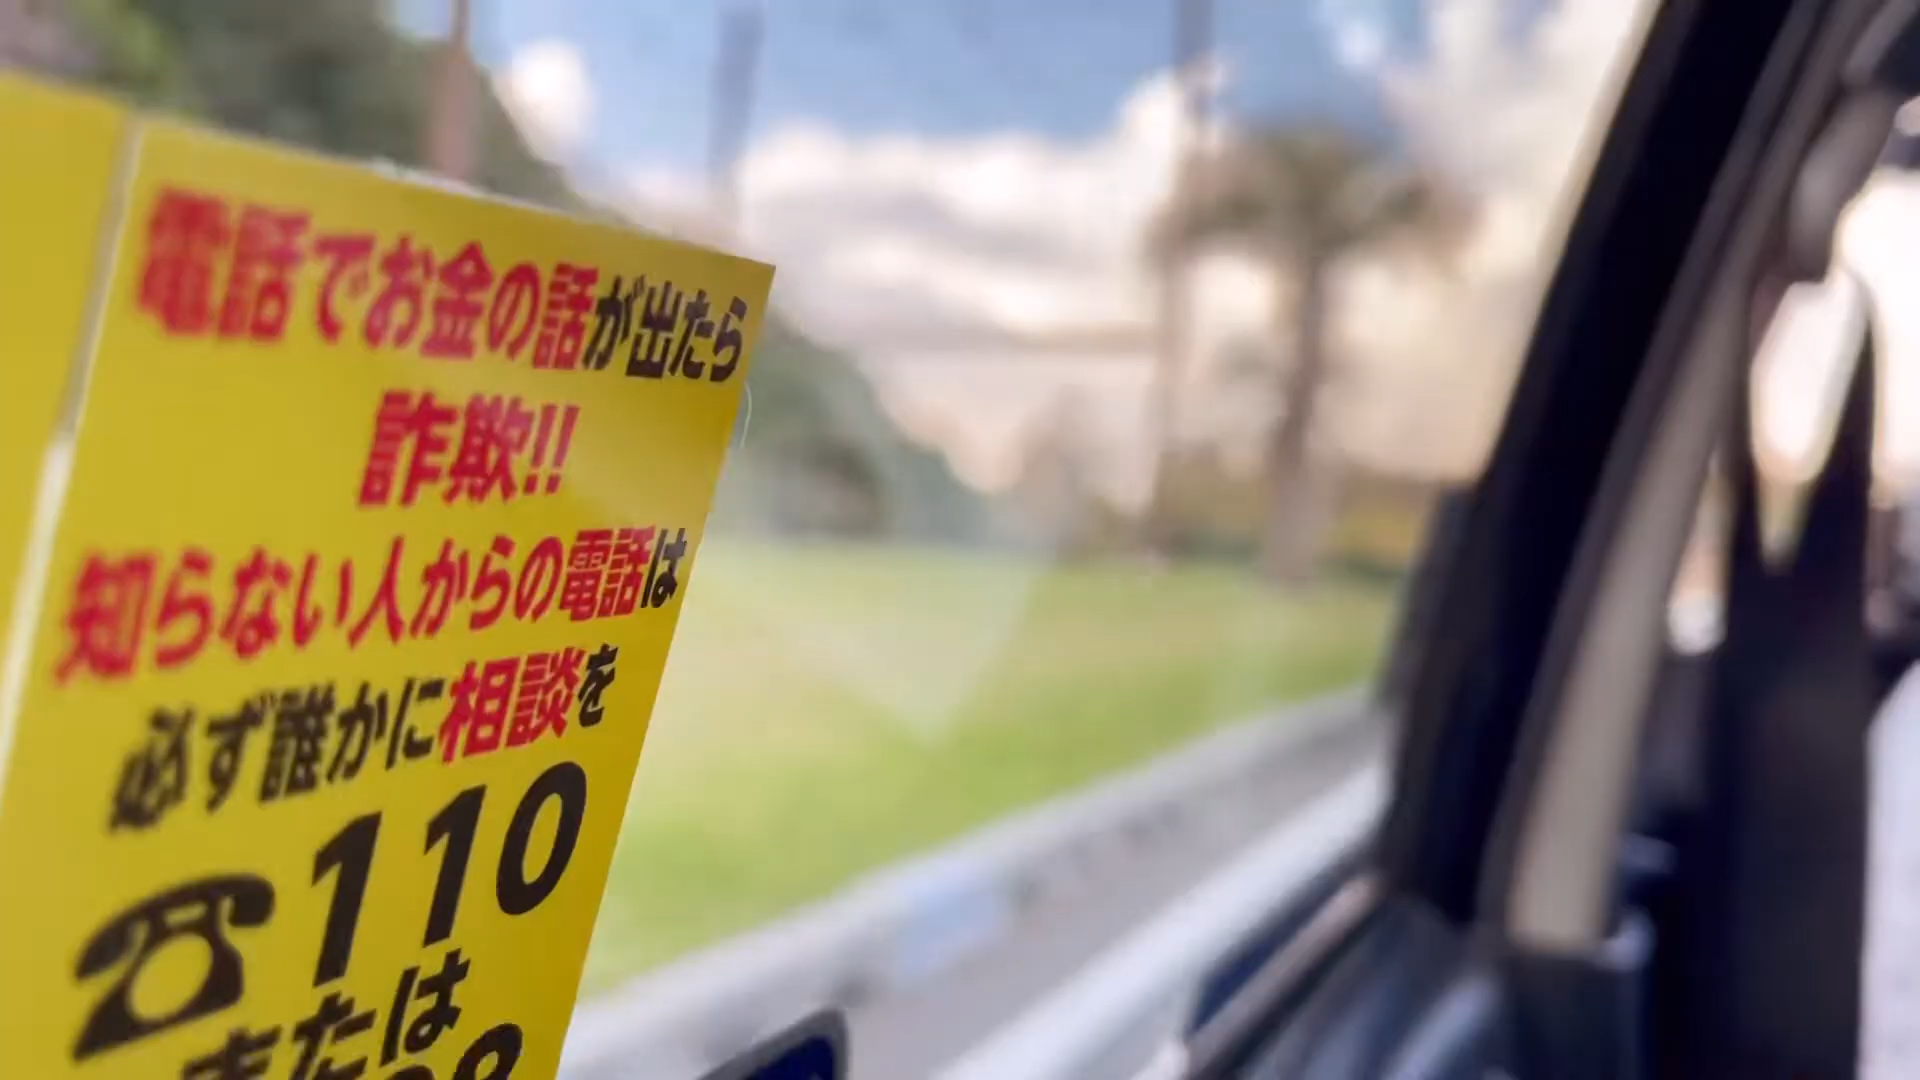 電話でお金の話が出たら
詐欺!!
知らない人からの電話は
必ず誰かに相談を
☎110
または